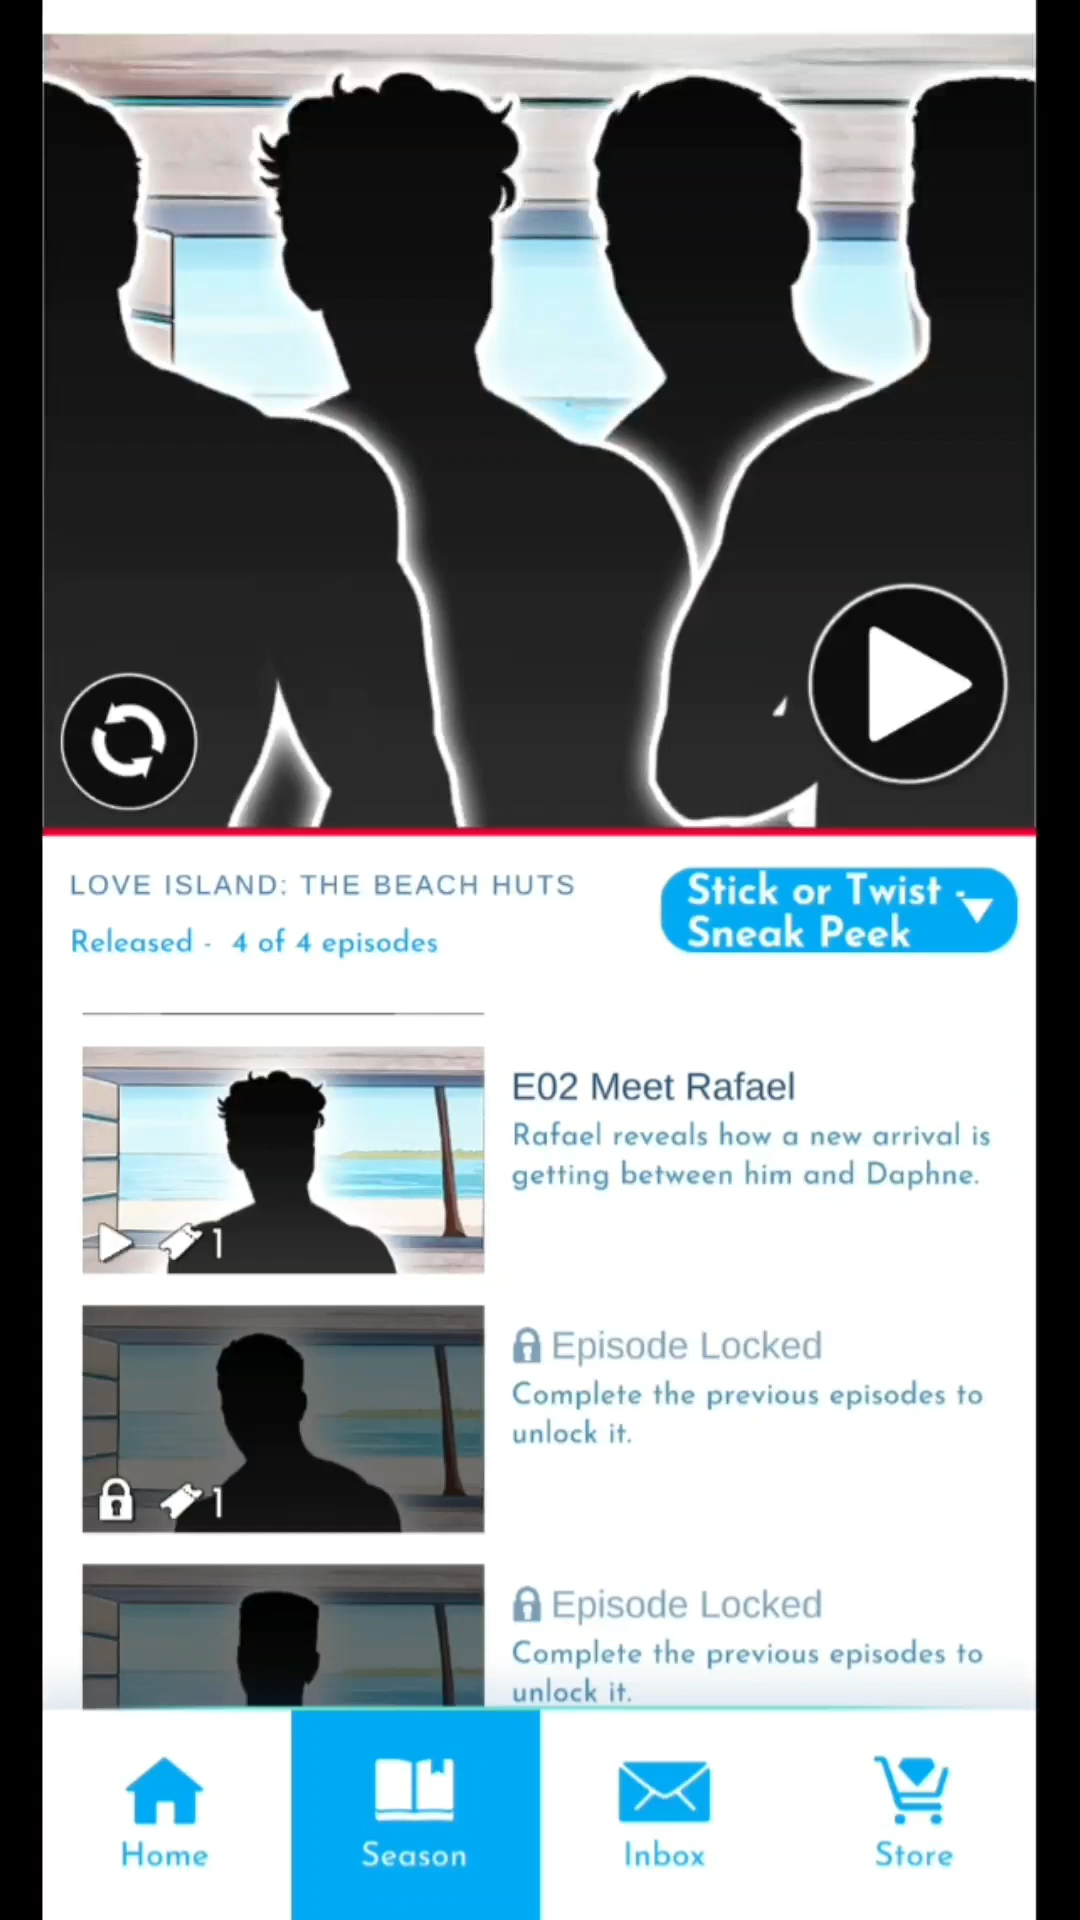 LOVE ISLAND: THE BEACH HUTS
Released - 4 of 4 episodes
Stick or Twist -
Sneak Peek
E02 Meet Rafael
Rafael reveals how a new arrival is
getting between him and Daphne.
1
Episode Locked
Complete the previous episodes to
unlock it.
1
Episode Locked
Complete the previous episodes to
unlock it.
Home
Season
Inbox
Store